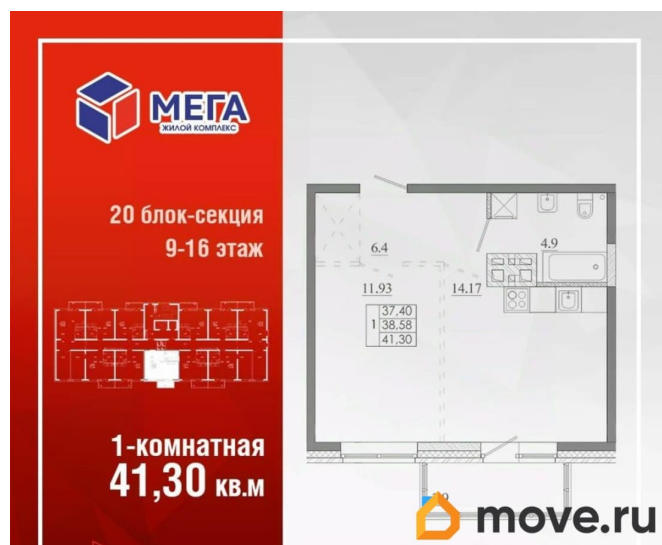 МЕГА
ЖИЛОЙ КОМПЛЕКС
20 блок-секция
9-16 этаж
1-комнатная
41,30 кв.м
6.4
4.9
11.93
14.17
37.40
1 38.58
41.30
move.ru